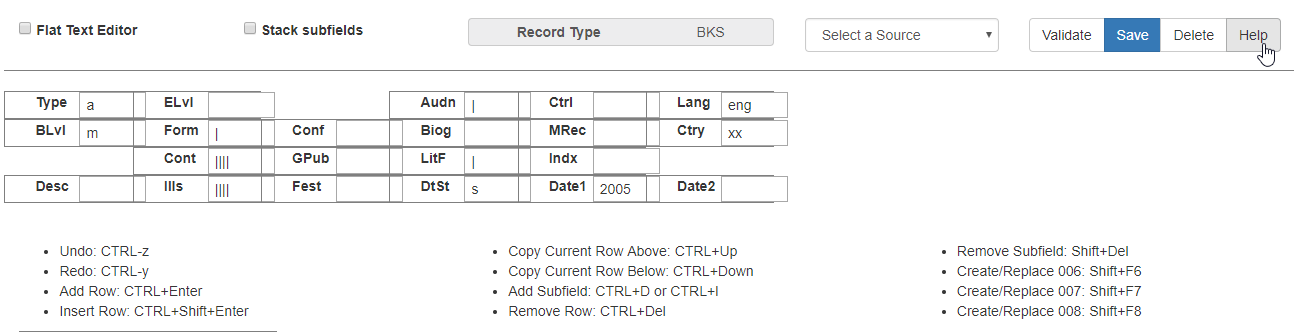 Flat Text Editor Stack subfields Record Type BKS Select a Source Validate Save Delete Help
Type a ELvl Audn | Ctrl Lang eng
BLvl m Form | Conf Biog MRec Ctry xx
Cont |||| GPub LitF | Indx
Desc Ills |||| Fest DtSt s Date1 2005 Date2
• Undo: CTRL-z
• Redo: CTRL-y
• Add Row: CTRL+Enter
• Insert Row: CTRL+Shift+Enter
• Copy Current Row Above: CTRL+Up
• Copy Current Row Below: CTRL+Down
• Add Subfield: CTRL+D or CTRL+I
• Remove Row: CTRL+Del
• Remove Subfield: Shift+Del
• Create/Replace 006: Shift+F6
• Create/Replace 007: Shift+F7
• Create/Replace 008: Shift+F8